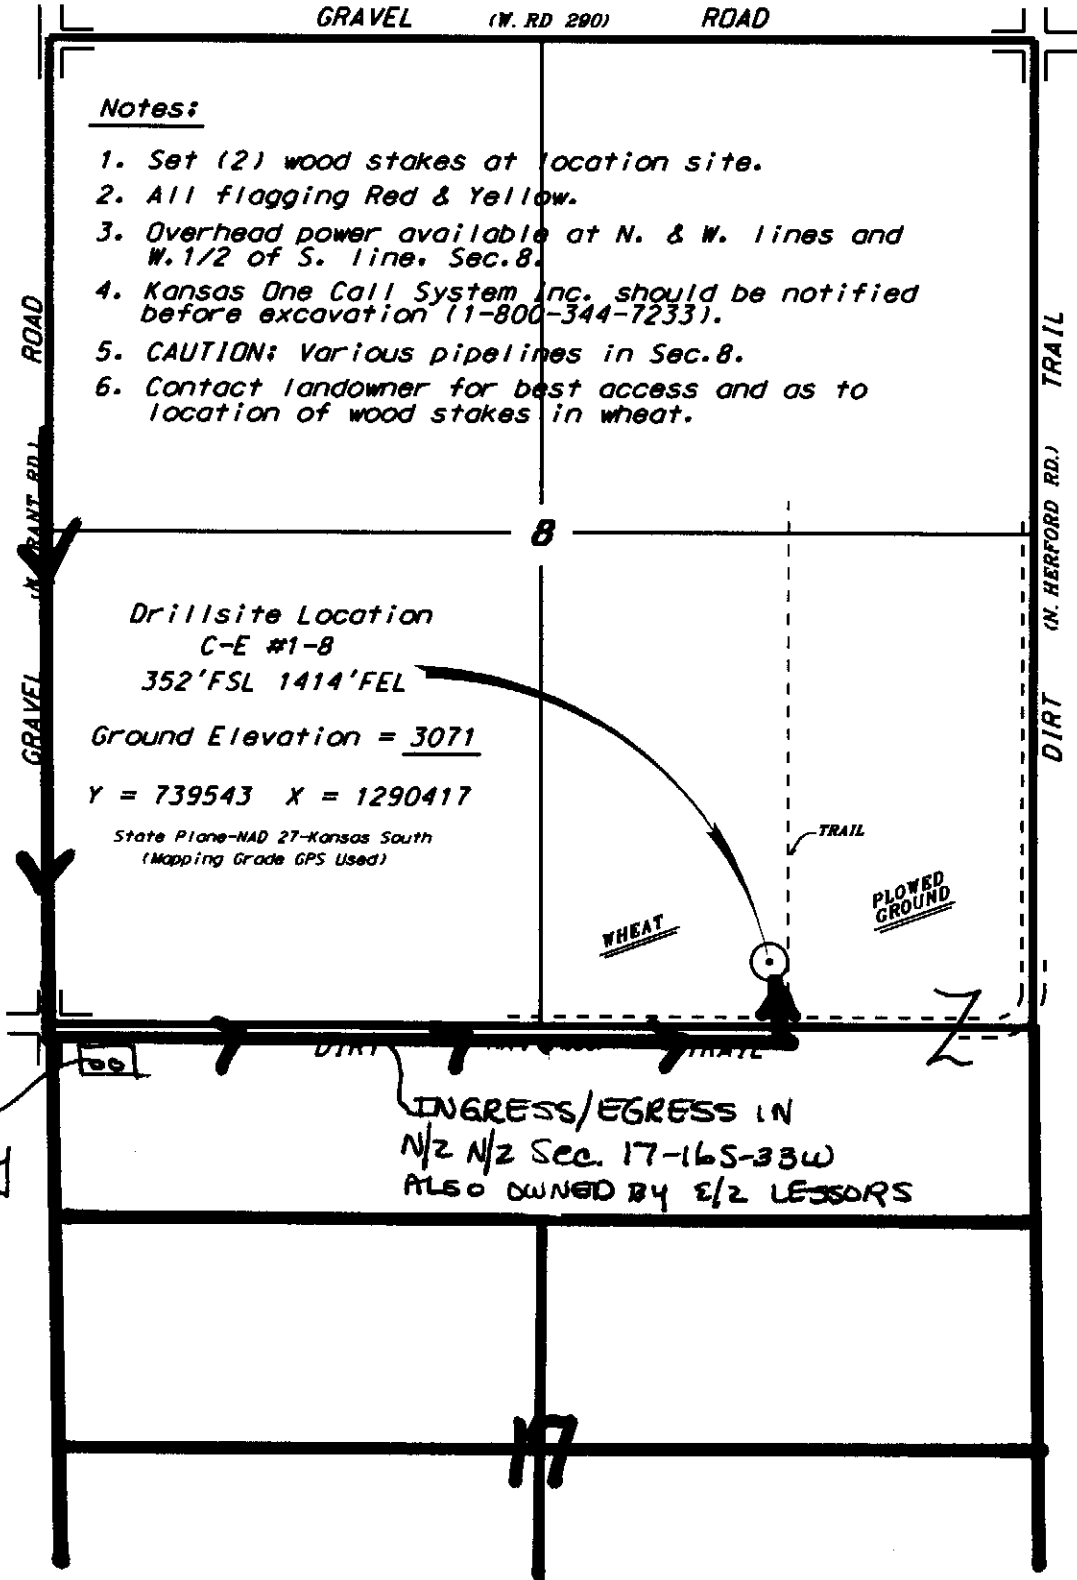 GRAVEL (W. RD 290) ROAD
Notes:
1. Set (2) wood stakes at location site.
2. All flagging Red & Yellow.
3. Overhead power available at N. & W. lines and
W.1/2 of S. line, Sec.8.
4. Kansas One Call System Inc. should be notified
before excavation (1-800-344-7233).
5. CAUTION: Various pipelines in Sec.8.
6. Contact landowner for best access and as to
location of wood stakes in wheat.
ROAD
GRAVEL
TRAIL
(N. HERFORD RD.)
DIRT
8
Drillsite Location
C-E #1-8
352'FSL 1414'FEL
Ground Elevation = 3071
Y = 739543 X = 1290417
State Plane-NAD 27-Kansas South
(Mapping Grade GPS Used)
TRAIL
PLOWED
GROUND
WHEAT
DIRT TRAIL
INGRESS/EGRESS IN
N/2 N/2 Sec. 17-16S-33W
ALSO OWNED BY E/2 LESSORS
17